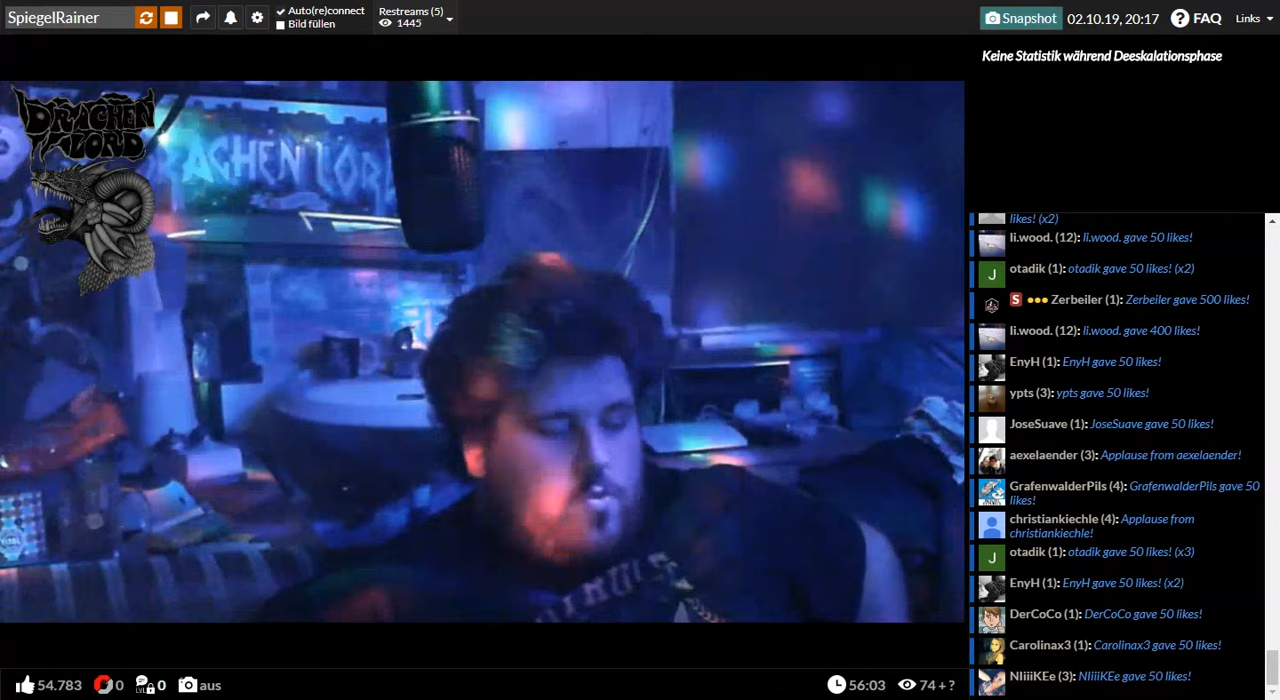 SpiegelRainer
Auto(re)connect
Bild füllen
Restreams (5)
1445
Snapshot
02.10.19, 20:17
FAQ
Links
Keine Statistik während Deeskalationsphase
DRACHEN
LORD
DRACHEN LORD
likes! (x2)
li.wood. (12): li.wood. gave 50 likes!
J
otadik (1): otadik gave 50 likes! (x2)
S Zerbeiler (1): Zerbeiler gave 500 likes!
li.wood. (12): li.wood. gave 400 likes!
EnyH (1): EnyH gave 50 likes!
ypts (3): ypts gave 50 likes!
JoseSuave (1): JoseSuave gave 50 likes!
aexelaender (3): Applause from aexelaender!
GrafenwalderPils (4): GrafenwalderPils gave 50
likes!
christiankiechle (4): Applause from
christiankiechle!
J
otadik (1): otadik gave 50 likes! (x3)
EnyH (1): EnyH gave 50 likes! (x2)
DerCoCo (1): DerCoCo gave 50 likes!
Carolinax3 (1): Carolinax3 gave 50 likes!
NIiiiKEe (3): NIiiiKEe gave 50 likes!
54.783
0
LVL
0
aus
56:03
74 + ?